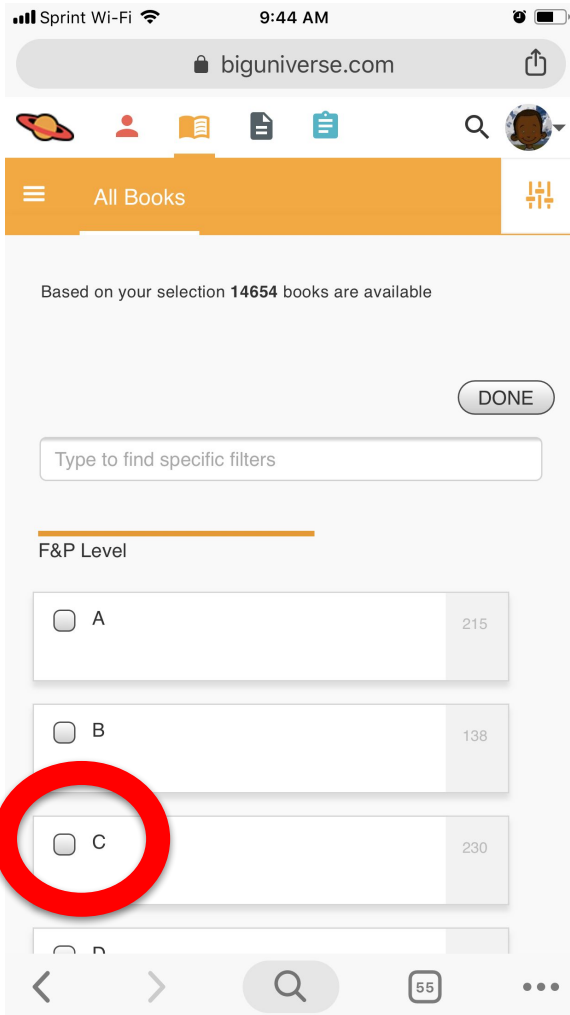 Sprint Wi-Fi 9:44 AM
biguniverse.com
All Books
Based on your selection 14654 books are available
DONE
Type to find specific filters
F&P Level
A 215
B 138
C 230
D
55